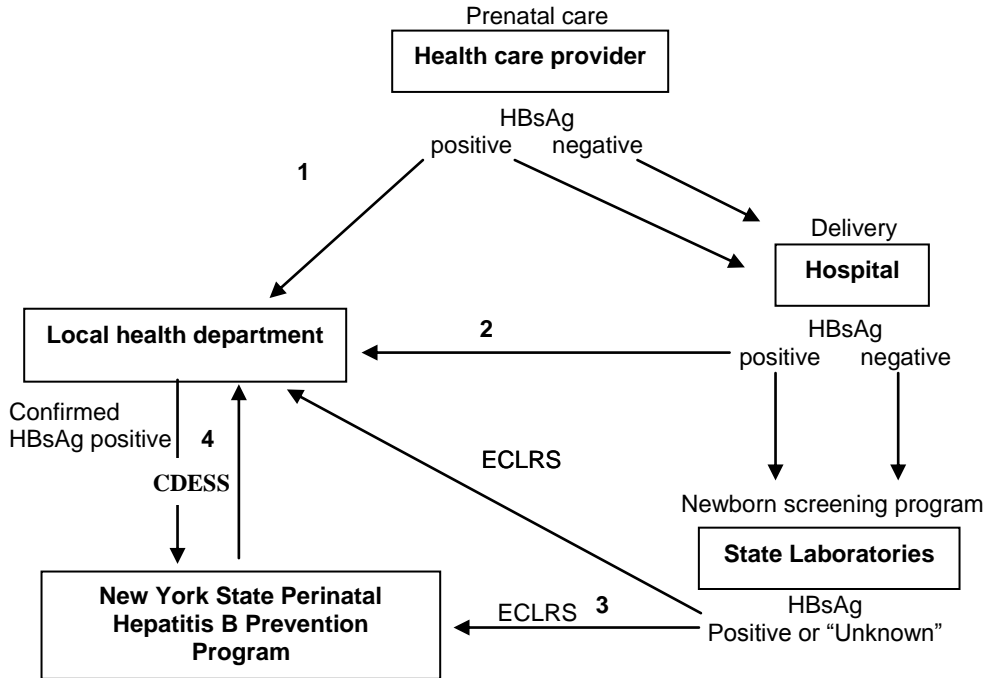 Prenatal care
Health care provider
HBsAg
positive negative
1
Delivery
Hospital
HBsAg
positive negative
2
Local health department
Confirmed
HBsAg positive
4
CDESS
ECLRS
Newborn screening program
State Laboratories
HBsAg
Positive or “Unknown”
ECLRS 3
New York State Perinatal
Hepatitis B Prevention
Program